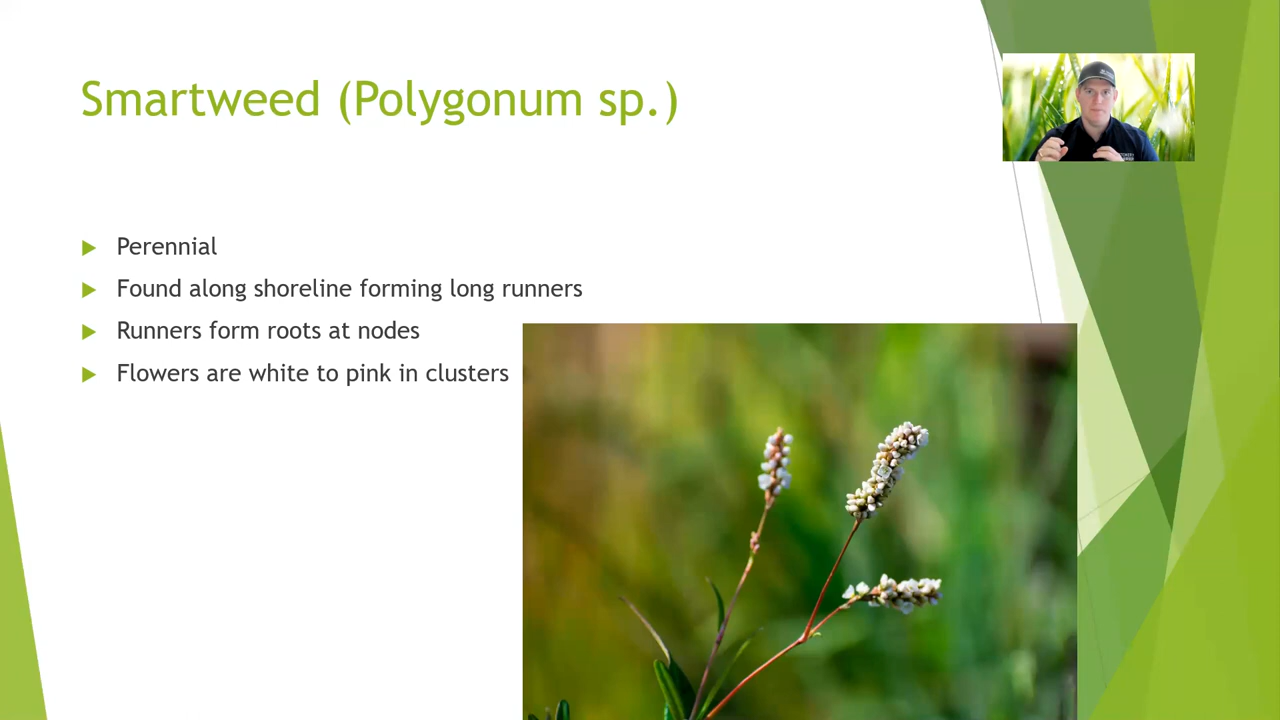 Smartweed (Polygonum sp.)
Perennial
Found along shoreline forming long runners
Runners form roots at nodes
Flowers are white to pink in clusters